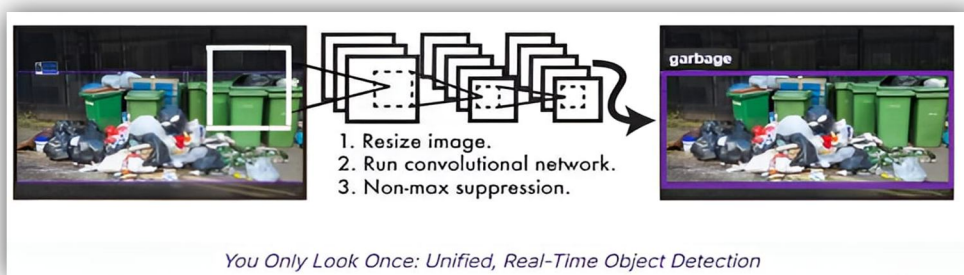 garbage
1. Resize image.
2. Run convolutional network.
3. Non-max suppression.
You Only Look Once: Unified, Real-Time Object Detection